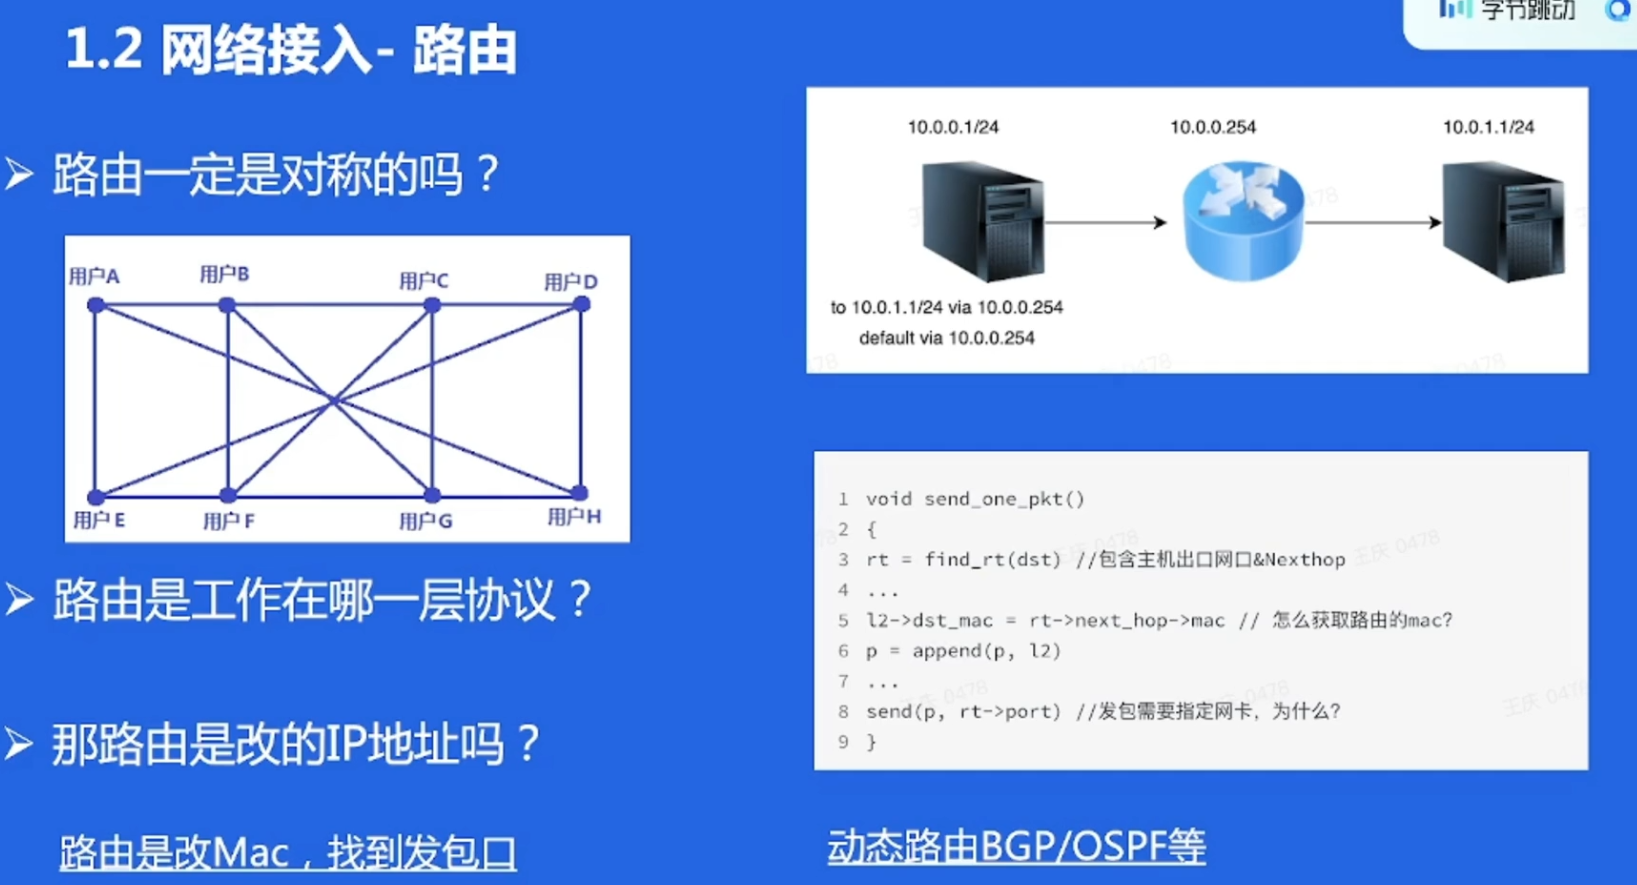 字节跳动
1.2 网络接入- 路由
➢ 路由一定是对称的吗？
用户A
用户B
用户C
用户D
用户E
用户F
用户G
用户H
➢ 路由是工作在哪一层协议？
➢ 那路由是改的IP地址吗？
路由是改Mac，找到发包口
10.0.0.1/24
10.0.0.254
10.0.1.1/24
to 10.0.1.1/24 via 10.0.0.254
default via 10.0.0.254
1 void send_one_pkt()
2 {
3 rt = find_rt(dst) //包含主机出口网口&Nexthop
4 ...
5 l2->dst_mac = rt->next_hop->mac // 怎么获取路由的mac?
6 p = append(p, l2)
7 ...
8 send(p, rt->port) //发包需要指定网卡，为什么?
9 }
王庆 0478
王庆 0478
王庆 0478
动态路由BGP/OSPF等